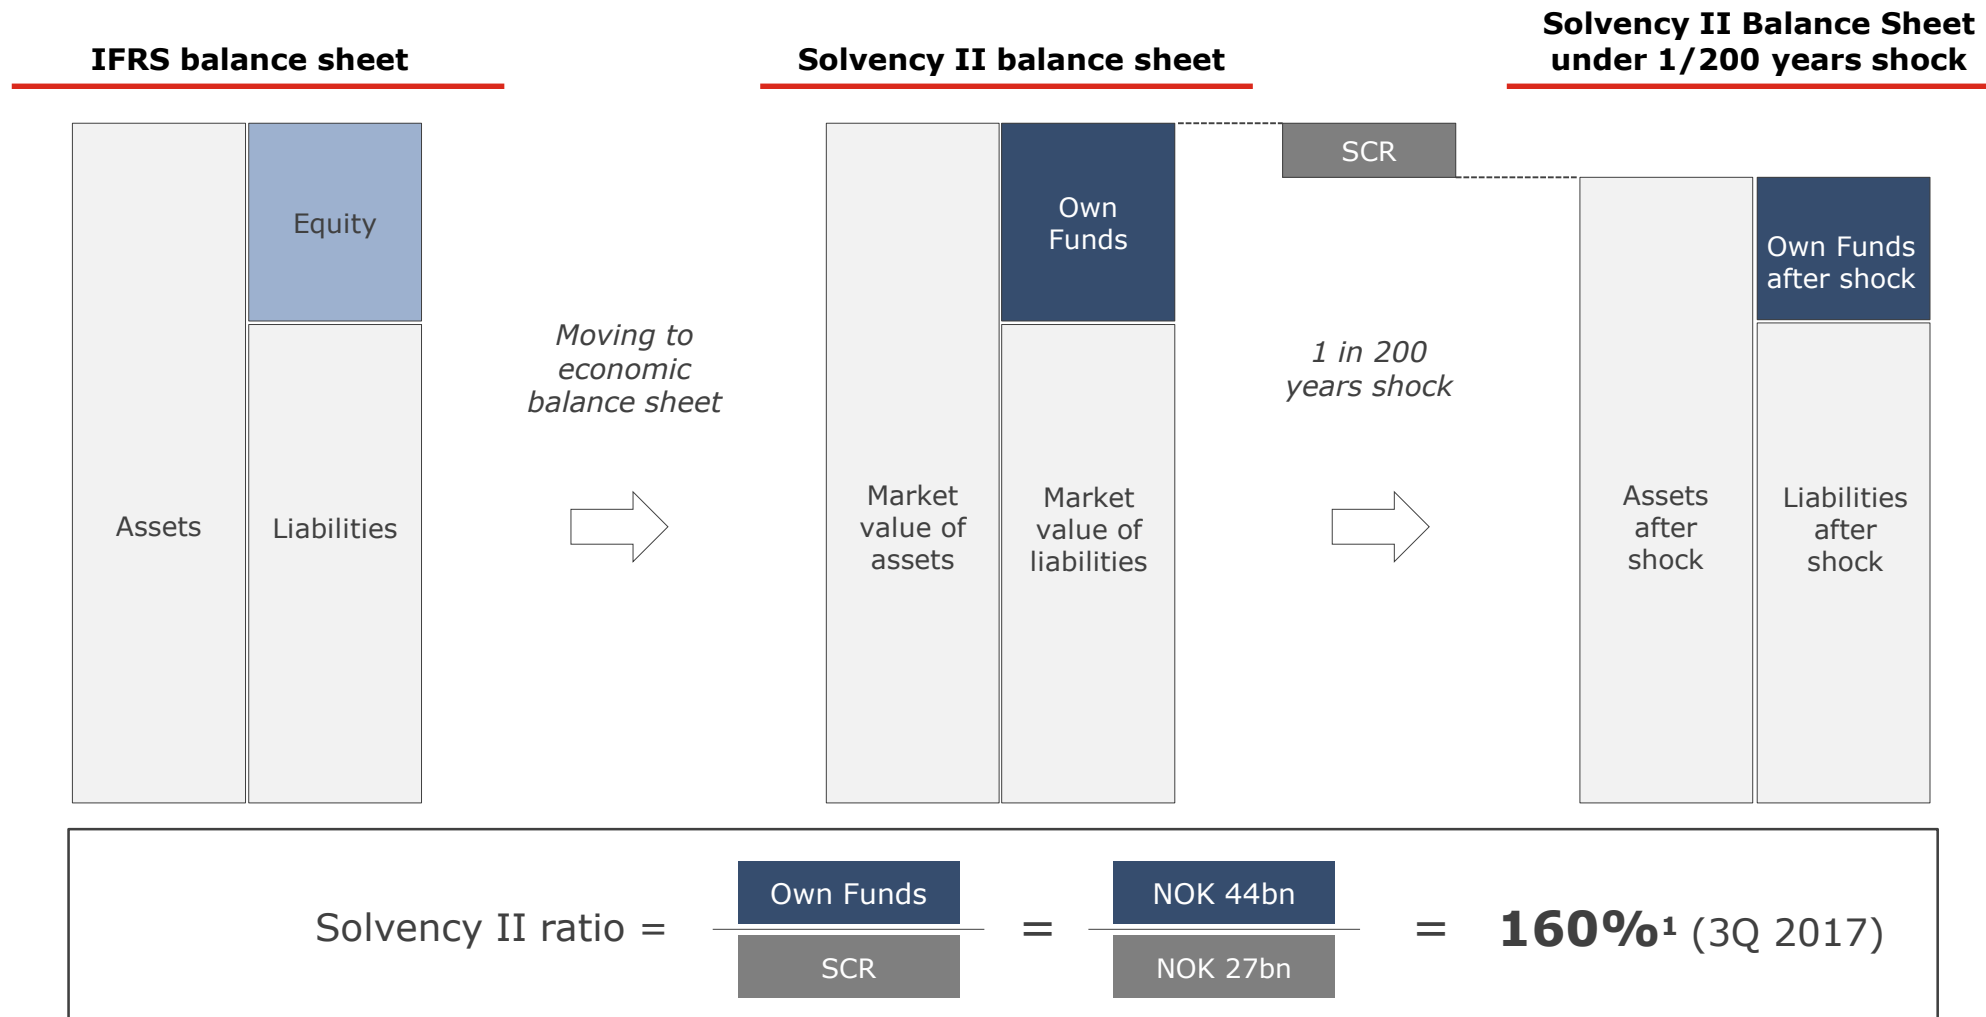 IFRS balance sheet
Solvency II balance sheet
Solvency II Balance Sheet
under 1/200 years shock
Assets
Equity
Liabilities
Moving to
economic
balance sheet
Market
value of
assets
Own
Funds
Market
value of
liabilities
SCR
1 in 200
years shock
Assets
after
shock
Own Funds
after shock
Liabilities
after
shock
Solvency II ratio =
Own Funds
SCR
=
NOK 44bn
NOK 27bn
= 160%¹ (3Q 2017)